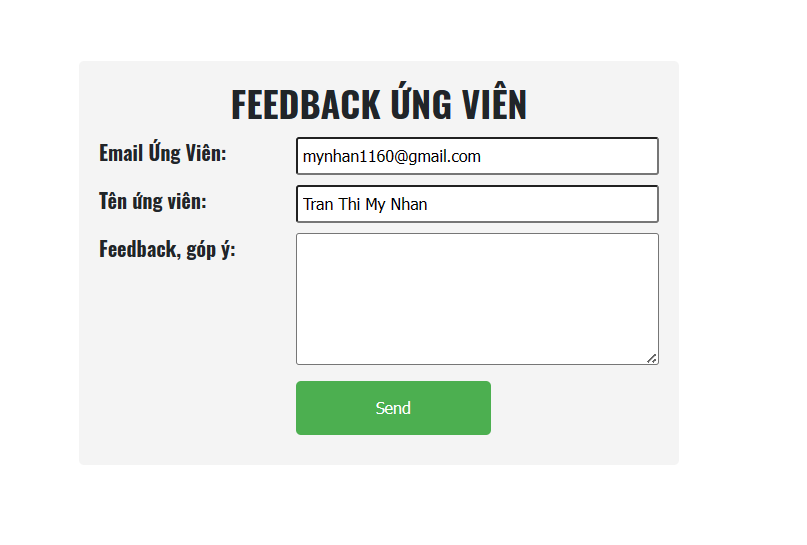 FEEDBACK ỨNG VIÊN
Email Ứng Viên:
mynhan1160@gmail.com
Tên ứng viên:
Tran Thi My Nhan
Feedback, góp ý:
Send